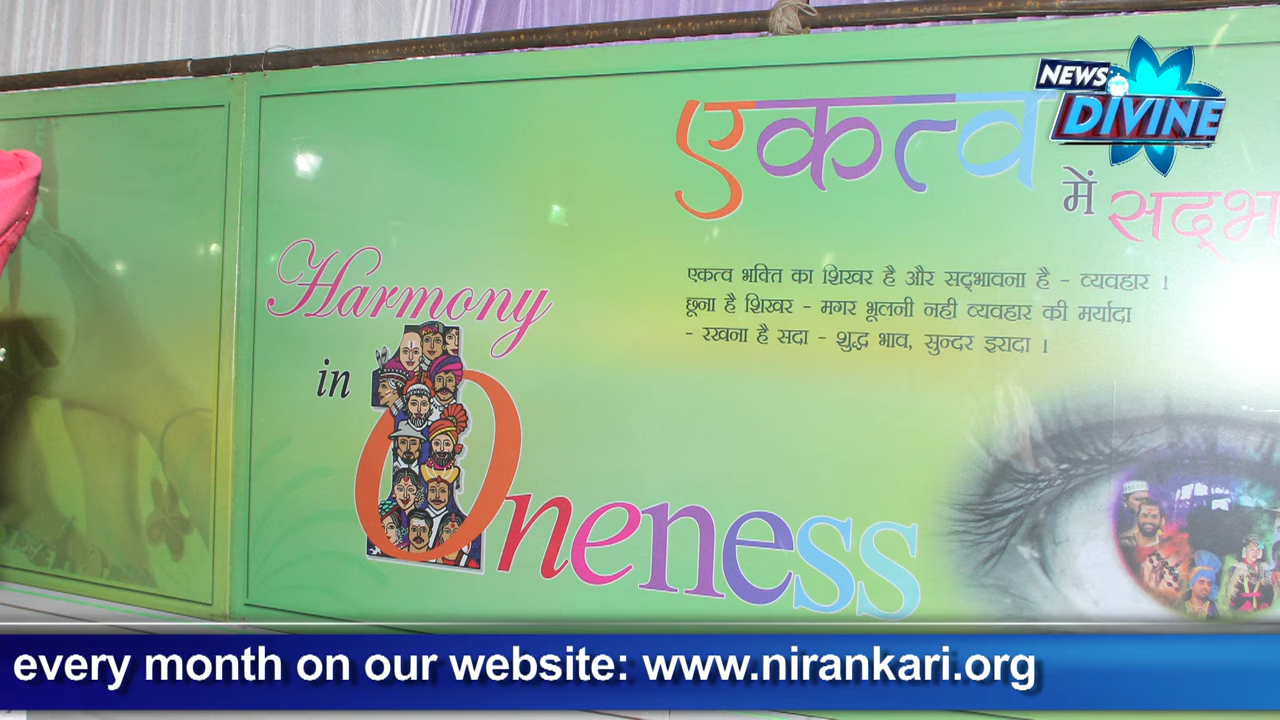 NEWS
DIVINE
एकत्व
में
Harmony
in
Oneness
एकत्व भक्ति का शिखर है और सद्भावना है - व्यवहार ।
छूना है शिखर - मगर भूलनी नही व्यवहार की मर्यादा
- रखना है सदा - शुद्ध भाव, सुन्दर इरादा ।
every month on our website: www.nirankari.org